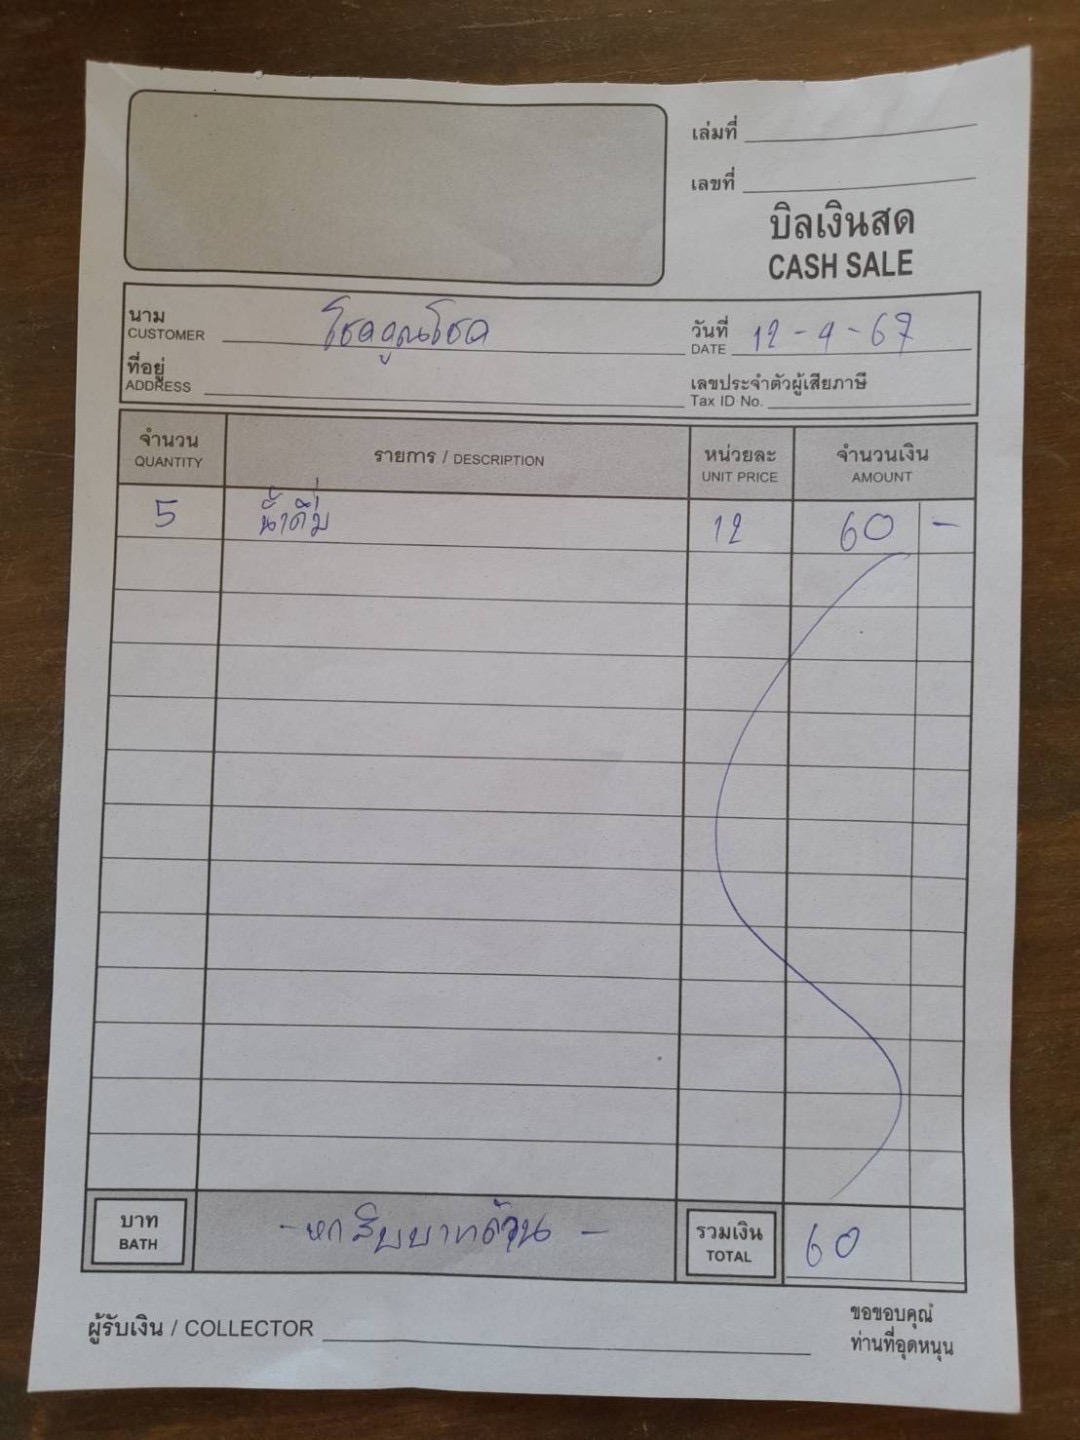 เล่มที่
เลขที่
บิลเงินสด
CASH SALE
นาม
CUSTOMER
โชคคูณโชค
วันที่
DATE
12 - 9 - 67
ที่อยู่
ADDRESS
เลขประจำตัวผู้เสียภาษี
Tax ID No.
จำนวน
QUANTITY
รายการ / DESCRIPTION
หน่วยละ
UNIT PRICE
จำนวนเงิน
AMOUNT
5 น้ำดื่ม 12 60 -
บาท
BATH
- หกสิบบาทถ้วน -
รวมเงิน
TOTAL
60
ผู้รับเงิน / COLLECTOR
ขอขอบคุณ
ท่านที่อุดหนุน